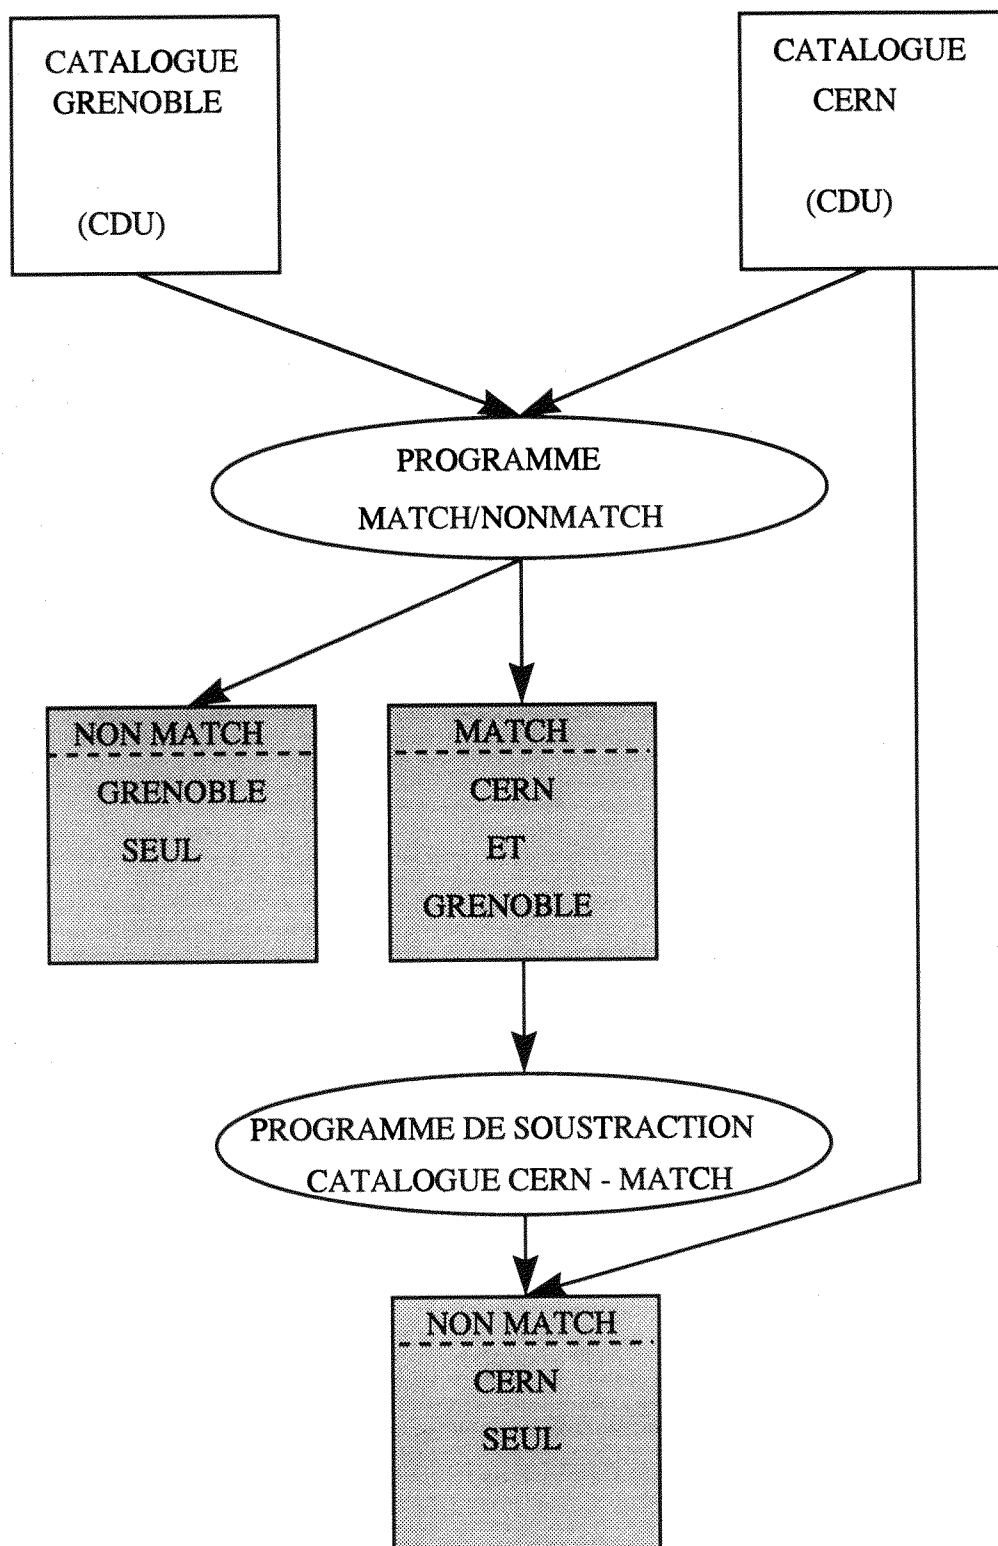 CATALOGUE
GRENOBLE
(CDU)
CATALOGUE
CERN
(CDU)
PROGRAMME
MATCH/NONMATCH
NON MATCH
GRENOBLE
SEUL
MATCH
CERN
ET
GRENOBLE
PROGRAMME DE SOUSTRACTION
CATALOGUE CERN - MATCH
NON MATCH
CERN
SEUL